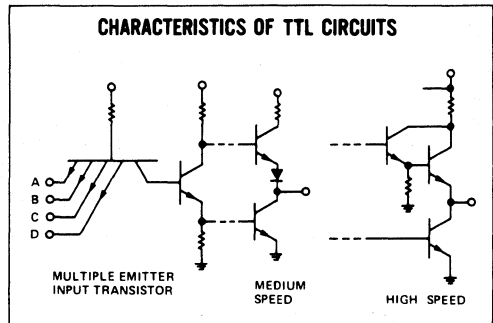 CHARACTERISTICS OF TTL CIRCUITS
A
B
C
D
MULTIPLE EMITTER
INPUT TRANSISTOR
MEDIUM
SPEED
HIGH SPEED